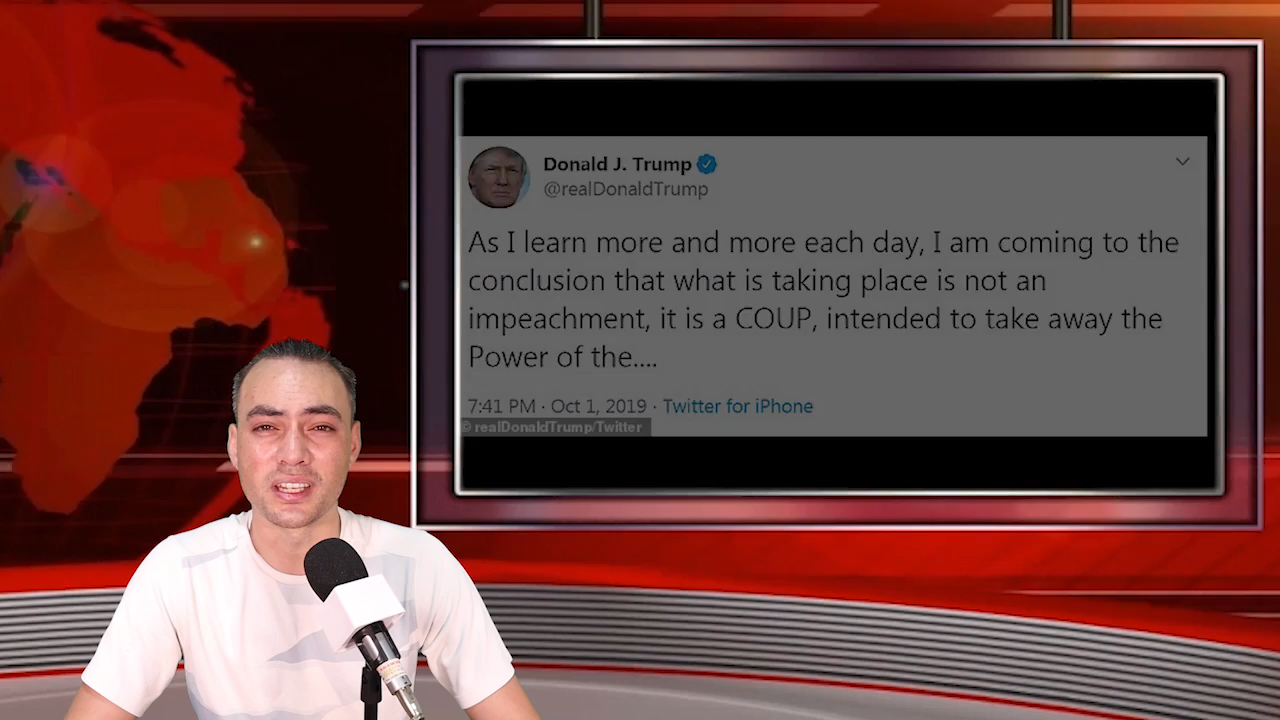 Donald J. Trump
@realDonaldTrump
As I learn more and more each day, I am coming to the
conclusion that what is taking place is not an
impeachment, it is a COUP, intended to take away the
Power of the....
7:41 PM · Oct 1, 2019 · Twitter for iPhone
© realDonaldTrump/Twitter